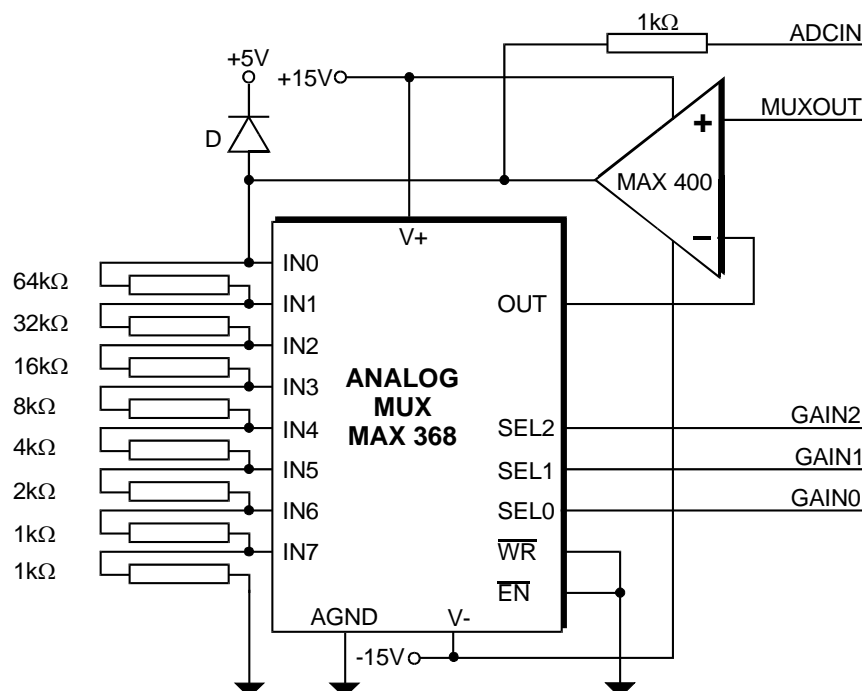 1kΩ
ADCIN
+5V
+15V
MUXOUT
D
+
MAX 400
−
V+
IN0
64kΩ
IN1
OUT
32kΩ
IN2
16kΩ
IN3
ANALOG
MUX
MAX 368
8kΩ
IN4
SEL2
GAIN2
4kΩ
IN5
SEL1
GAIN1
2kΩ
IN6
SEL0
GAIN0
1kΩ
IN7
WR
1kΩ
EN
AGND
V-
-15V